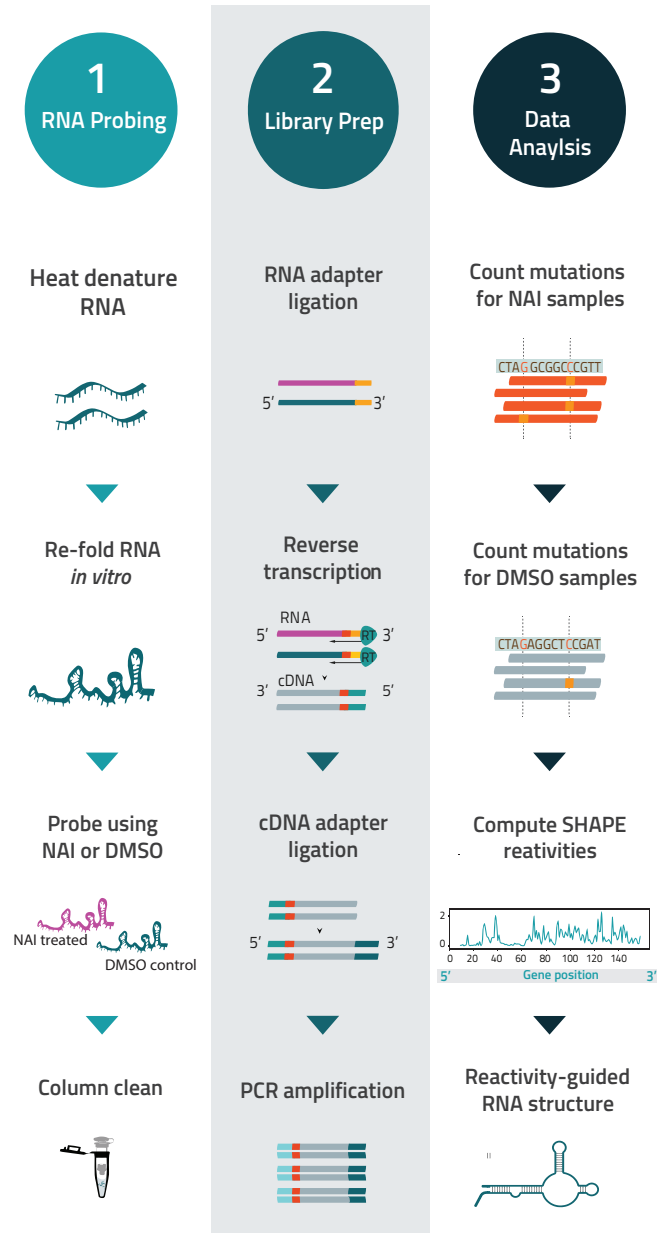 1
RNA Probing
Heat denature
RNA
Re-fold RNA
in vitro
Probe using
NAI or DMSO
NAI treated
DMSO control
Column clean
2
Library Prep
RNA adapter
ligation
5′ 3′
Reverse
transcription
RNA
5′ 3′
RT
RT
cDNA
3′ 5′
cDNA adapter
ligation
5′ 3′
PCR amplification
3
Data
Anaylsis
Count mutations
for NAI samples
CTAGGCGGCCCGTT
Count mutations
for DMSO samples
CTAGAGGCTCCGAT
Compute SHAPE
reativities
2
0
0 20 40 60 80 100 120 140
5′ Gene position 3′
Reactivity-guided
RNA structure